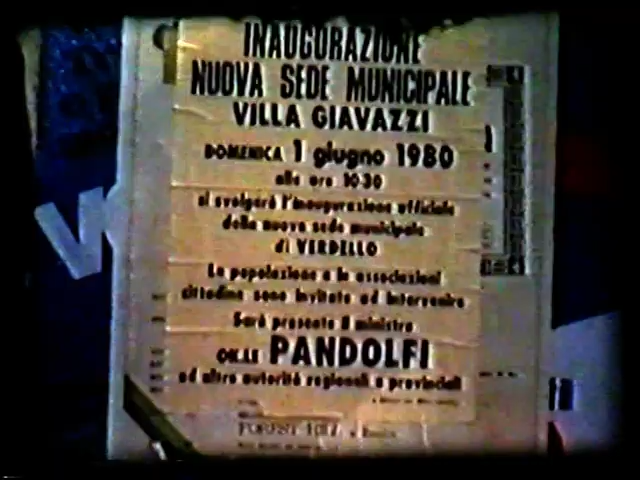 INAUGURAZIONE
NUOVA SEDE MUNICIPALE
VILLA GIAVAZZI
DOMENICA 1 giugno 1980
alle ore 10.30
si svolgerà l'inaugurazione ufficiale
della nuova sede municipale
di VERDELLO
La popolazione e le associazioni
cittadine sono invitate ad intervenire
Sarà presente il ministro
ON.LE PANDOLFI
ed altre autorità regionali e provinciali